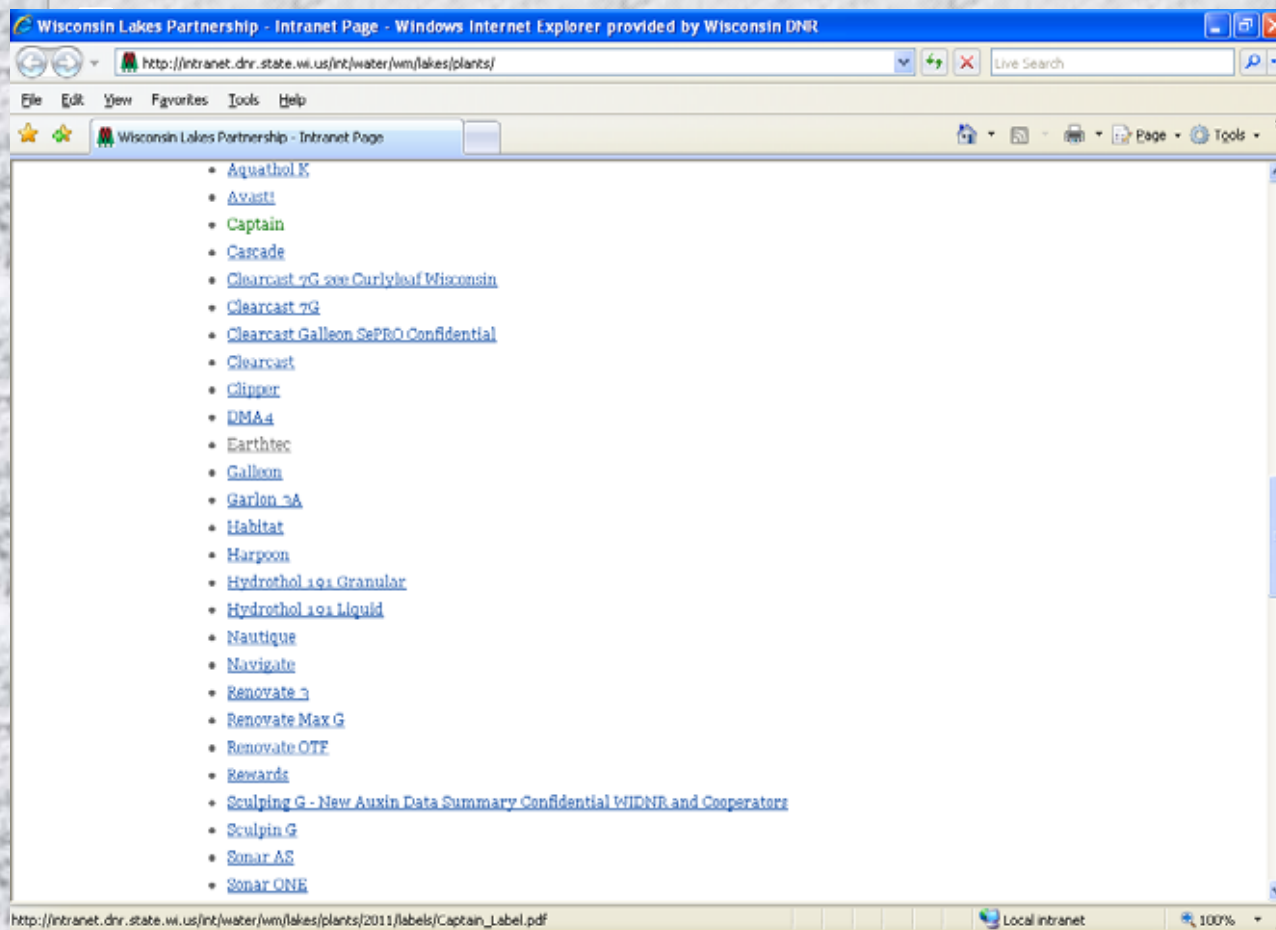 Wisconsin Lakes Partnership - Intranet Page - Windows Internet Explorer provided by Wisconsin DNR
http://intranet.dnr.state.wi.us/int/water/wm/lakes/plants/
Live Search
File Edit View Favorites Tools Help
Wisconsin Lakes Partnership - Intranet Page
Page Tools
Aquathol K
Avast!
Captain
Cascade
Clearcast 7G 2ee Curlyleaf Wisconsin
Clearcast 7G
Clearcast Galleon SePRO Confidential
Clearcast
Clipper
DMA4
Earthtec
Galleon
Garlon 3A
Habitat
Harpoon
Hydrothol 191 Granular
Hydrothol 191 Liquid
Nautique
Navigate
Renovate 3
Renovate Max G
Renovate OTF
Rewards
Sculping G - New Auxin Data Summary Confidential WIDNR and Cooperators
Sculpin G
Sonar AS
Sonar ONE
http://intranet.dnr.state.wi.us/int/water/wm/lakes/plants/2011/labels/Captain_Label.pdf
Local intranet
100%